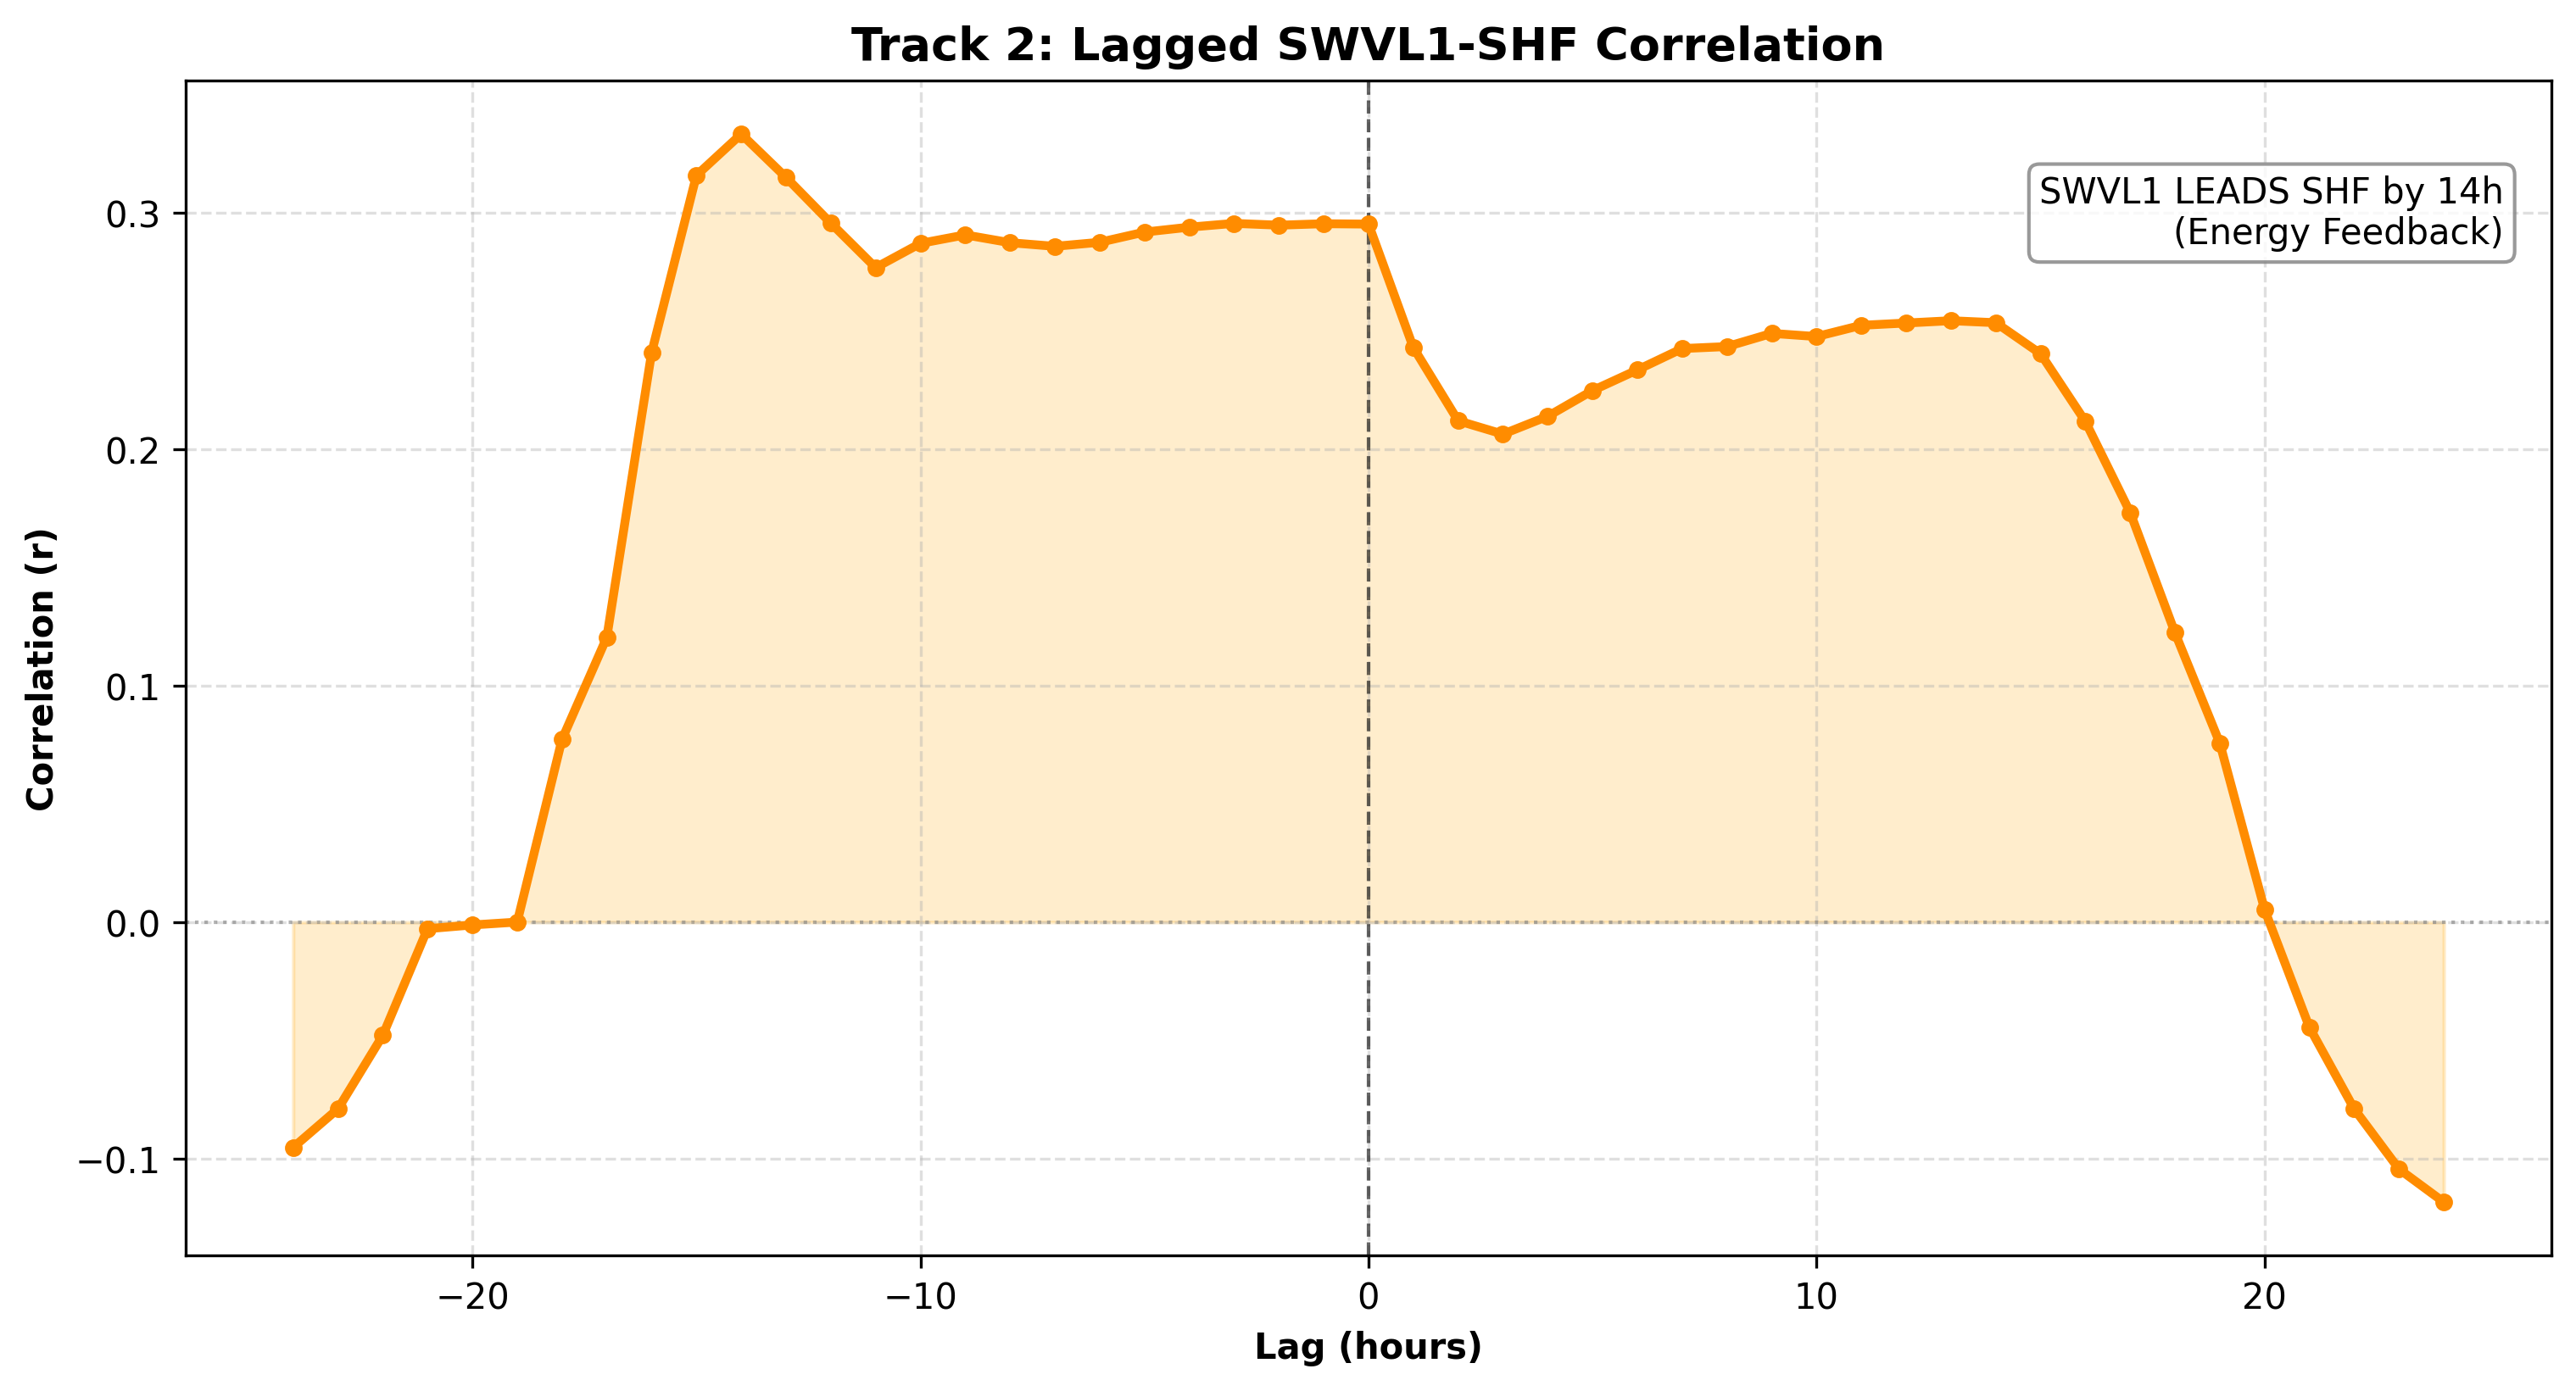 Track 2: Lagged SWVL1-SHF Correlation
SWVL1 LEADS SHF by 14h
(Energy Feedback)
Correlation (r)
0.3
0.2
0.1
0.0
−0.1
−20
−10
0
10
20
Lag (hours)